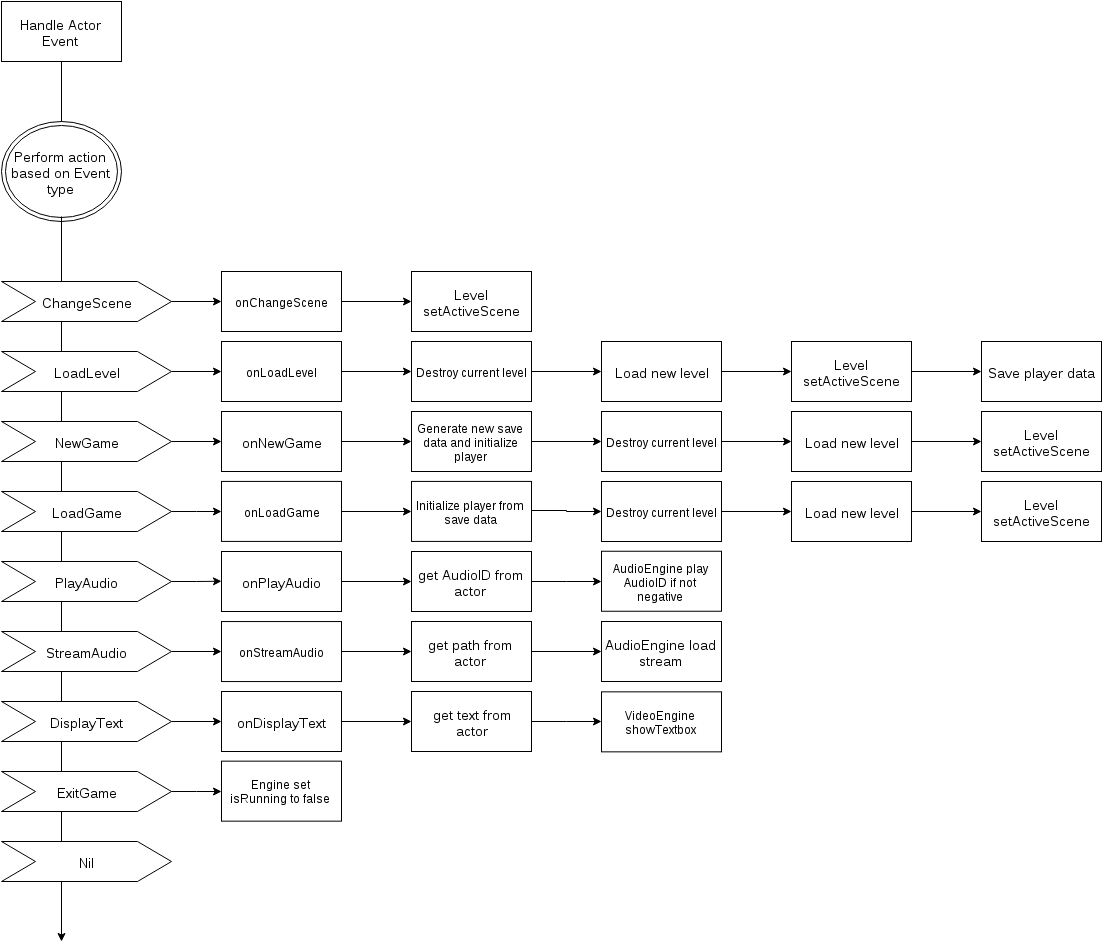 Handle Actor
Event
Perform action
based on Event
type
ChangeScene
onChangeScene
Level
setActiveScene
LoadLevel
onLoadLevel
Destroy current level
Load new level
Level
setActiveScene
Save player data
NewGame
onNewGame
Generate new save
data and initialize
player
Destroy current level
Load new level
Level
setActiveScene
LoadGame
onLoadGame
Initialize player from
save data
Destroy current level
Load new level
Level
setActiveScene
PlayAudio
onPlayAudio
get AudioID from
actor
AudioEngine play
AudioID if not
negative
StreamAudio
onStreamAudio
get path from
actor
AudioEngine load
stream
DisplayText
onDisplayText
get text from
actor
VideoEngine
showTextbox
ExitGame
Engine set
isRunning to false
Nil